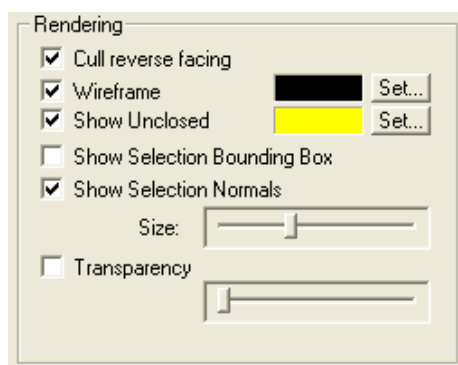 Rendering
Cull reverse facing
Wireframe Set...
Show Unclosed Set...
Show Selection Bounding Box
Show Selection Normals
Size:
Transparency